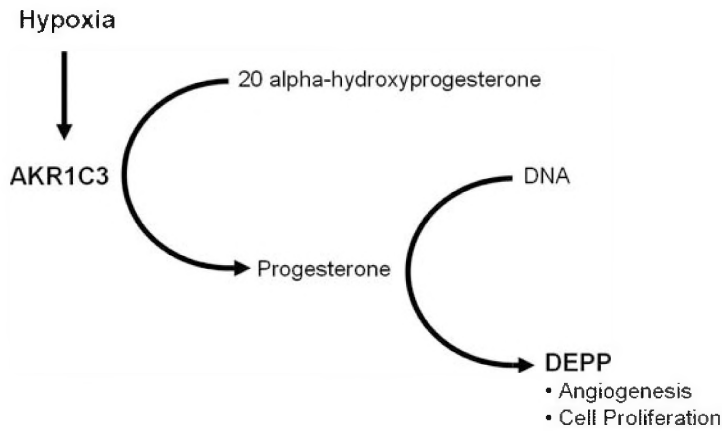 Hypoxia
20 alpha-hydroxyprogesterone
AKR1C3
DNA
Progesterone
DEPP
• Angiogenesis
• Cell Proliferation